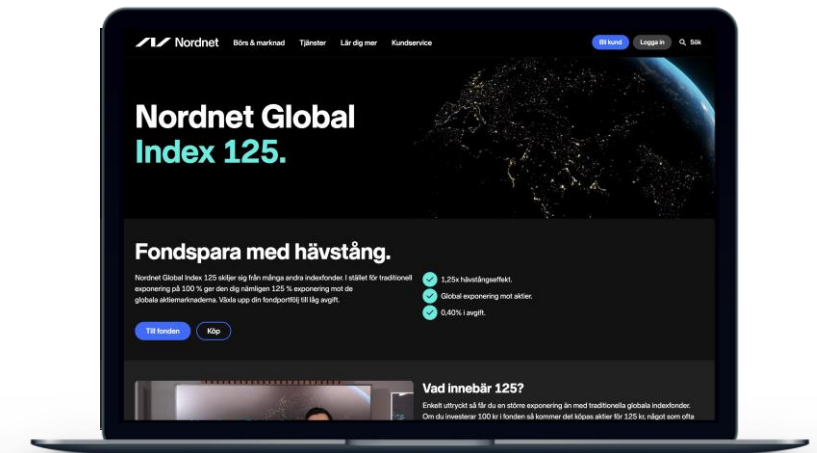 Nordnet Börs & marknad Tjänster Lär dig mer Kundservice Bli kund Logga in Sök
Nordnet Global
Index 125.
Fondspara med hävstång.
Nordnet Global Index 125 skiljer sig från många andra indexfonder. I stället för traditionell
exponering på 100 % ger den dig nämligen 125 % exponering mot de
globala aktiemarknaderna. Växla upp din fondportfölj till låg avgift.
1,25x hävstångseffekt.
Global exponering mot aktier.
0,40% i avgift.
Till fonden Köp
Vad innebär 125?
Enkelt uttryckt så får du en större exponering än med traditionella globala indexfonder.
Om du investerar 100 kr i fonden så kommer det köpas aktier för 125 kr, något som ofta